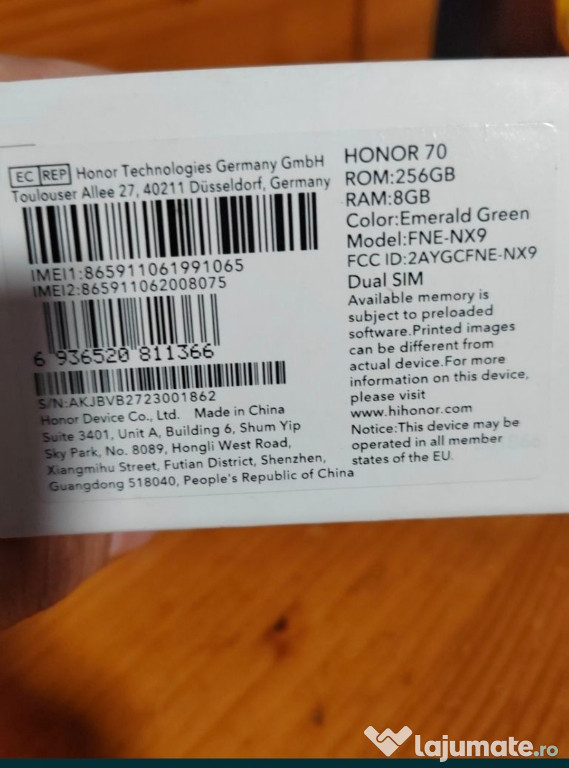 EC REP Honor Technologies Germany GmbH
Toulouser Allee 27, 40211 Düsseldorf, Germany
IMEI1:865911061991065
IMEI2:865911062008075
6 936520 811366
S/N:AKJBVB2723001862
Honor Device Co., Ltd. Made in China
Suite 3401, Unit A, Building 6, Shum Yip
Sky Park, No. 8089, Hongli West Road,
Xiangmihu Street, Futian District, Shenzhen,
Guangdong 518040, People's Republic of China
HONOR 70
ROM:256GB
RAM:8GB
Color:Emerald Green
Model:FNE-NX9
FCC ID:2AYGCFNE-NX9
Dual SIM
Available memory is
subject to preloaded
software.Printed images
can be different from
actual device.For more
information on this device,
please visit
www.hihonor.com
Notice:This device may be
operated in all member
states of the EU.
lajumate.ro